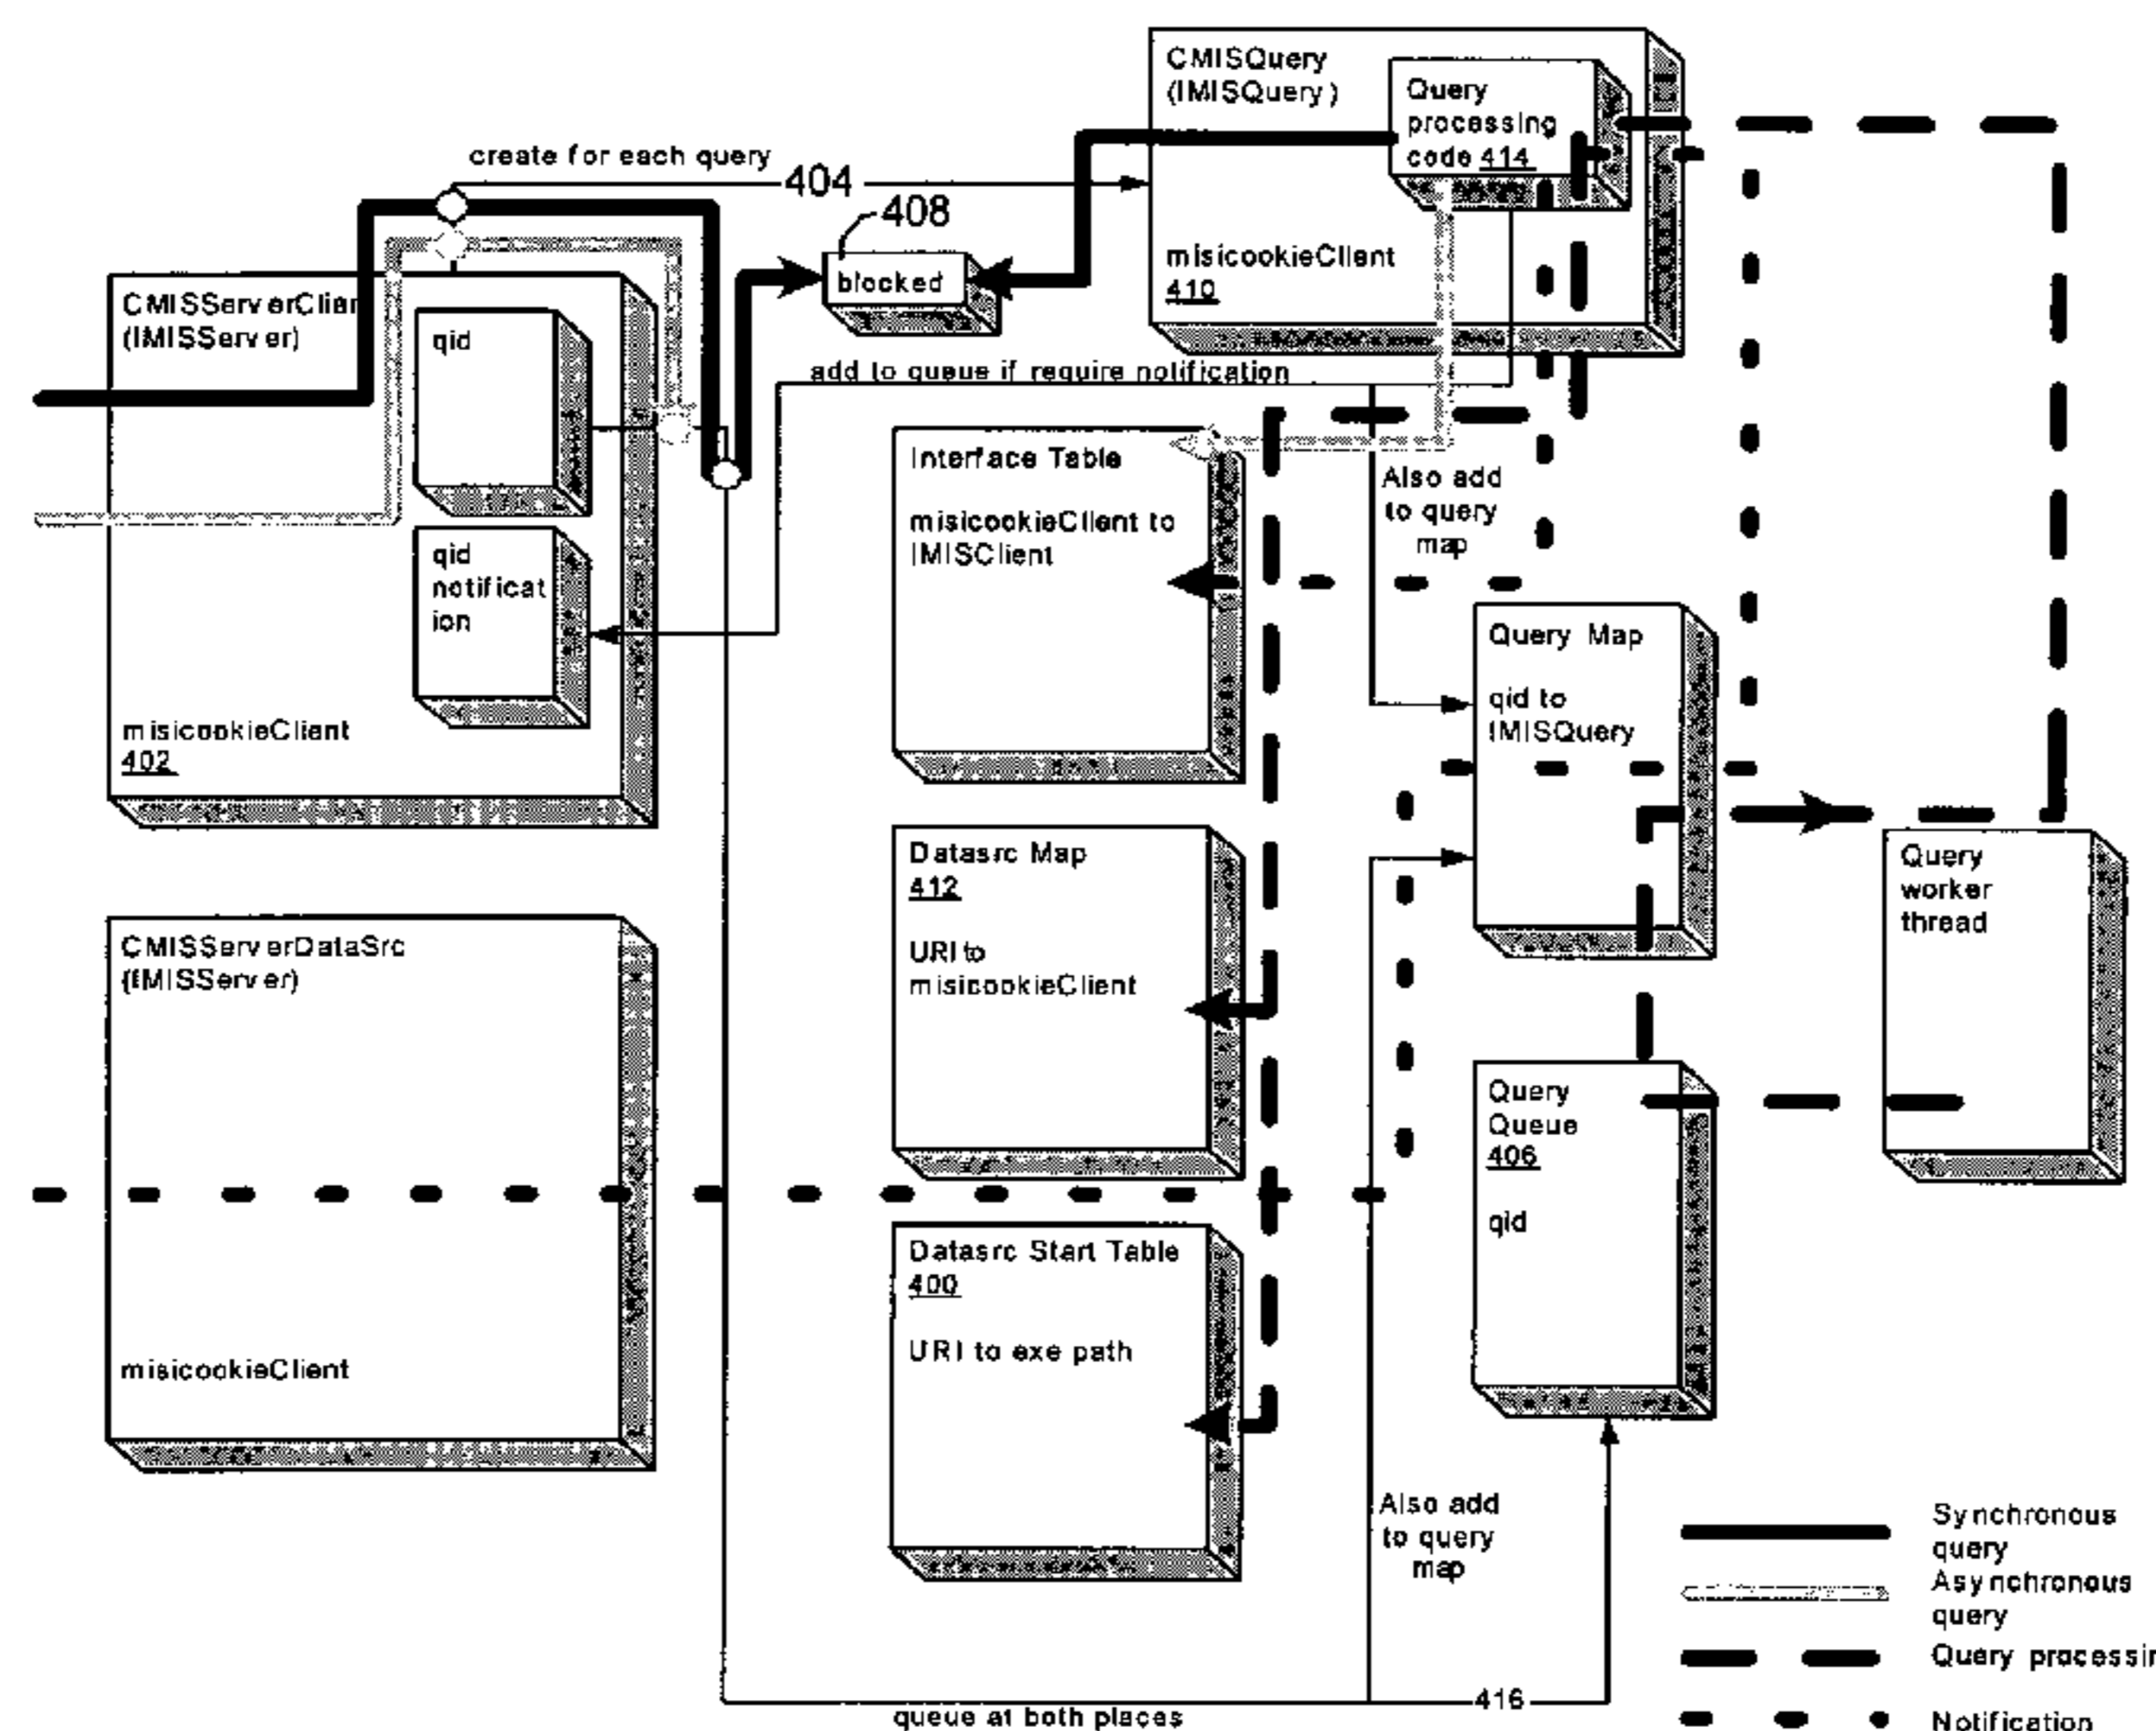 CMISQuery
(IMISQuery)
Query
processing
code 414
misicookieClient
410
create for each query
404
408
blocked
CMISServerClien
(IMISServer)
qid
qid
notificat
ion
misicookieClient
402
add to queue if require notification
Interface Table
misicookieClient to
IMISClient
Also add
to query
map
Query Map
qid to
IMISQuery
Datasrc Map
412
URI to
misicookieClient
Query
worker
thread
CMISServerDataSrc
(IMISServer)
misicookieClient
Query
Queue
406
qid
Datasrc Start Table
400
URI to exe path
Also add
to query
map
416
queue at both places
Synchronous
query
Asynchronous
query
Query processin
Notification